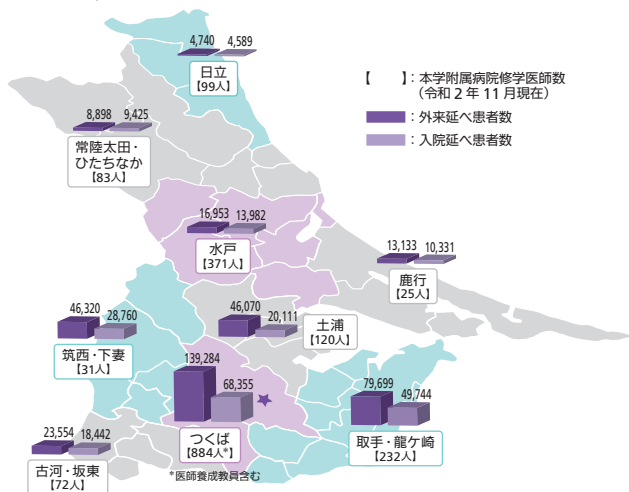 4,740 4,589
日立
【99人】
【　　】：本学附属病院修学医師数
（令和 2 年 11 月現在）
：外来延べ患者数
：入院延べ患者数
8,898 9,425
常陸太田・
ひたちなか
【83人】
16,953 13,982
水戸
【371人】
13,133 10,331
鹿行
【25人】
46,320 28,760
筑西・下妻
【31人】
46,070 20,111
土浦
【120人】
139,284 68,355
つくば
【884人*】
*医師養成教員含む
79,699 49,744
取手・龍ケ崎
【232人】
23,554 18,442
古河・坂東
【72人】